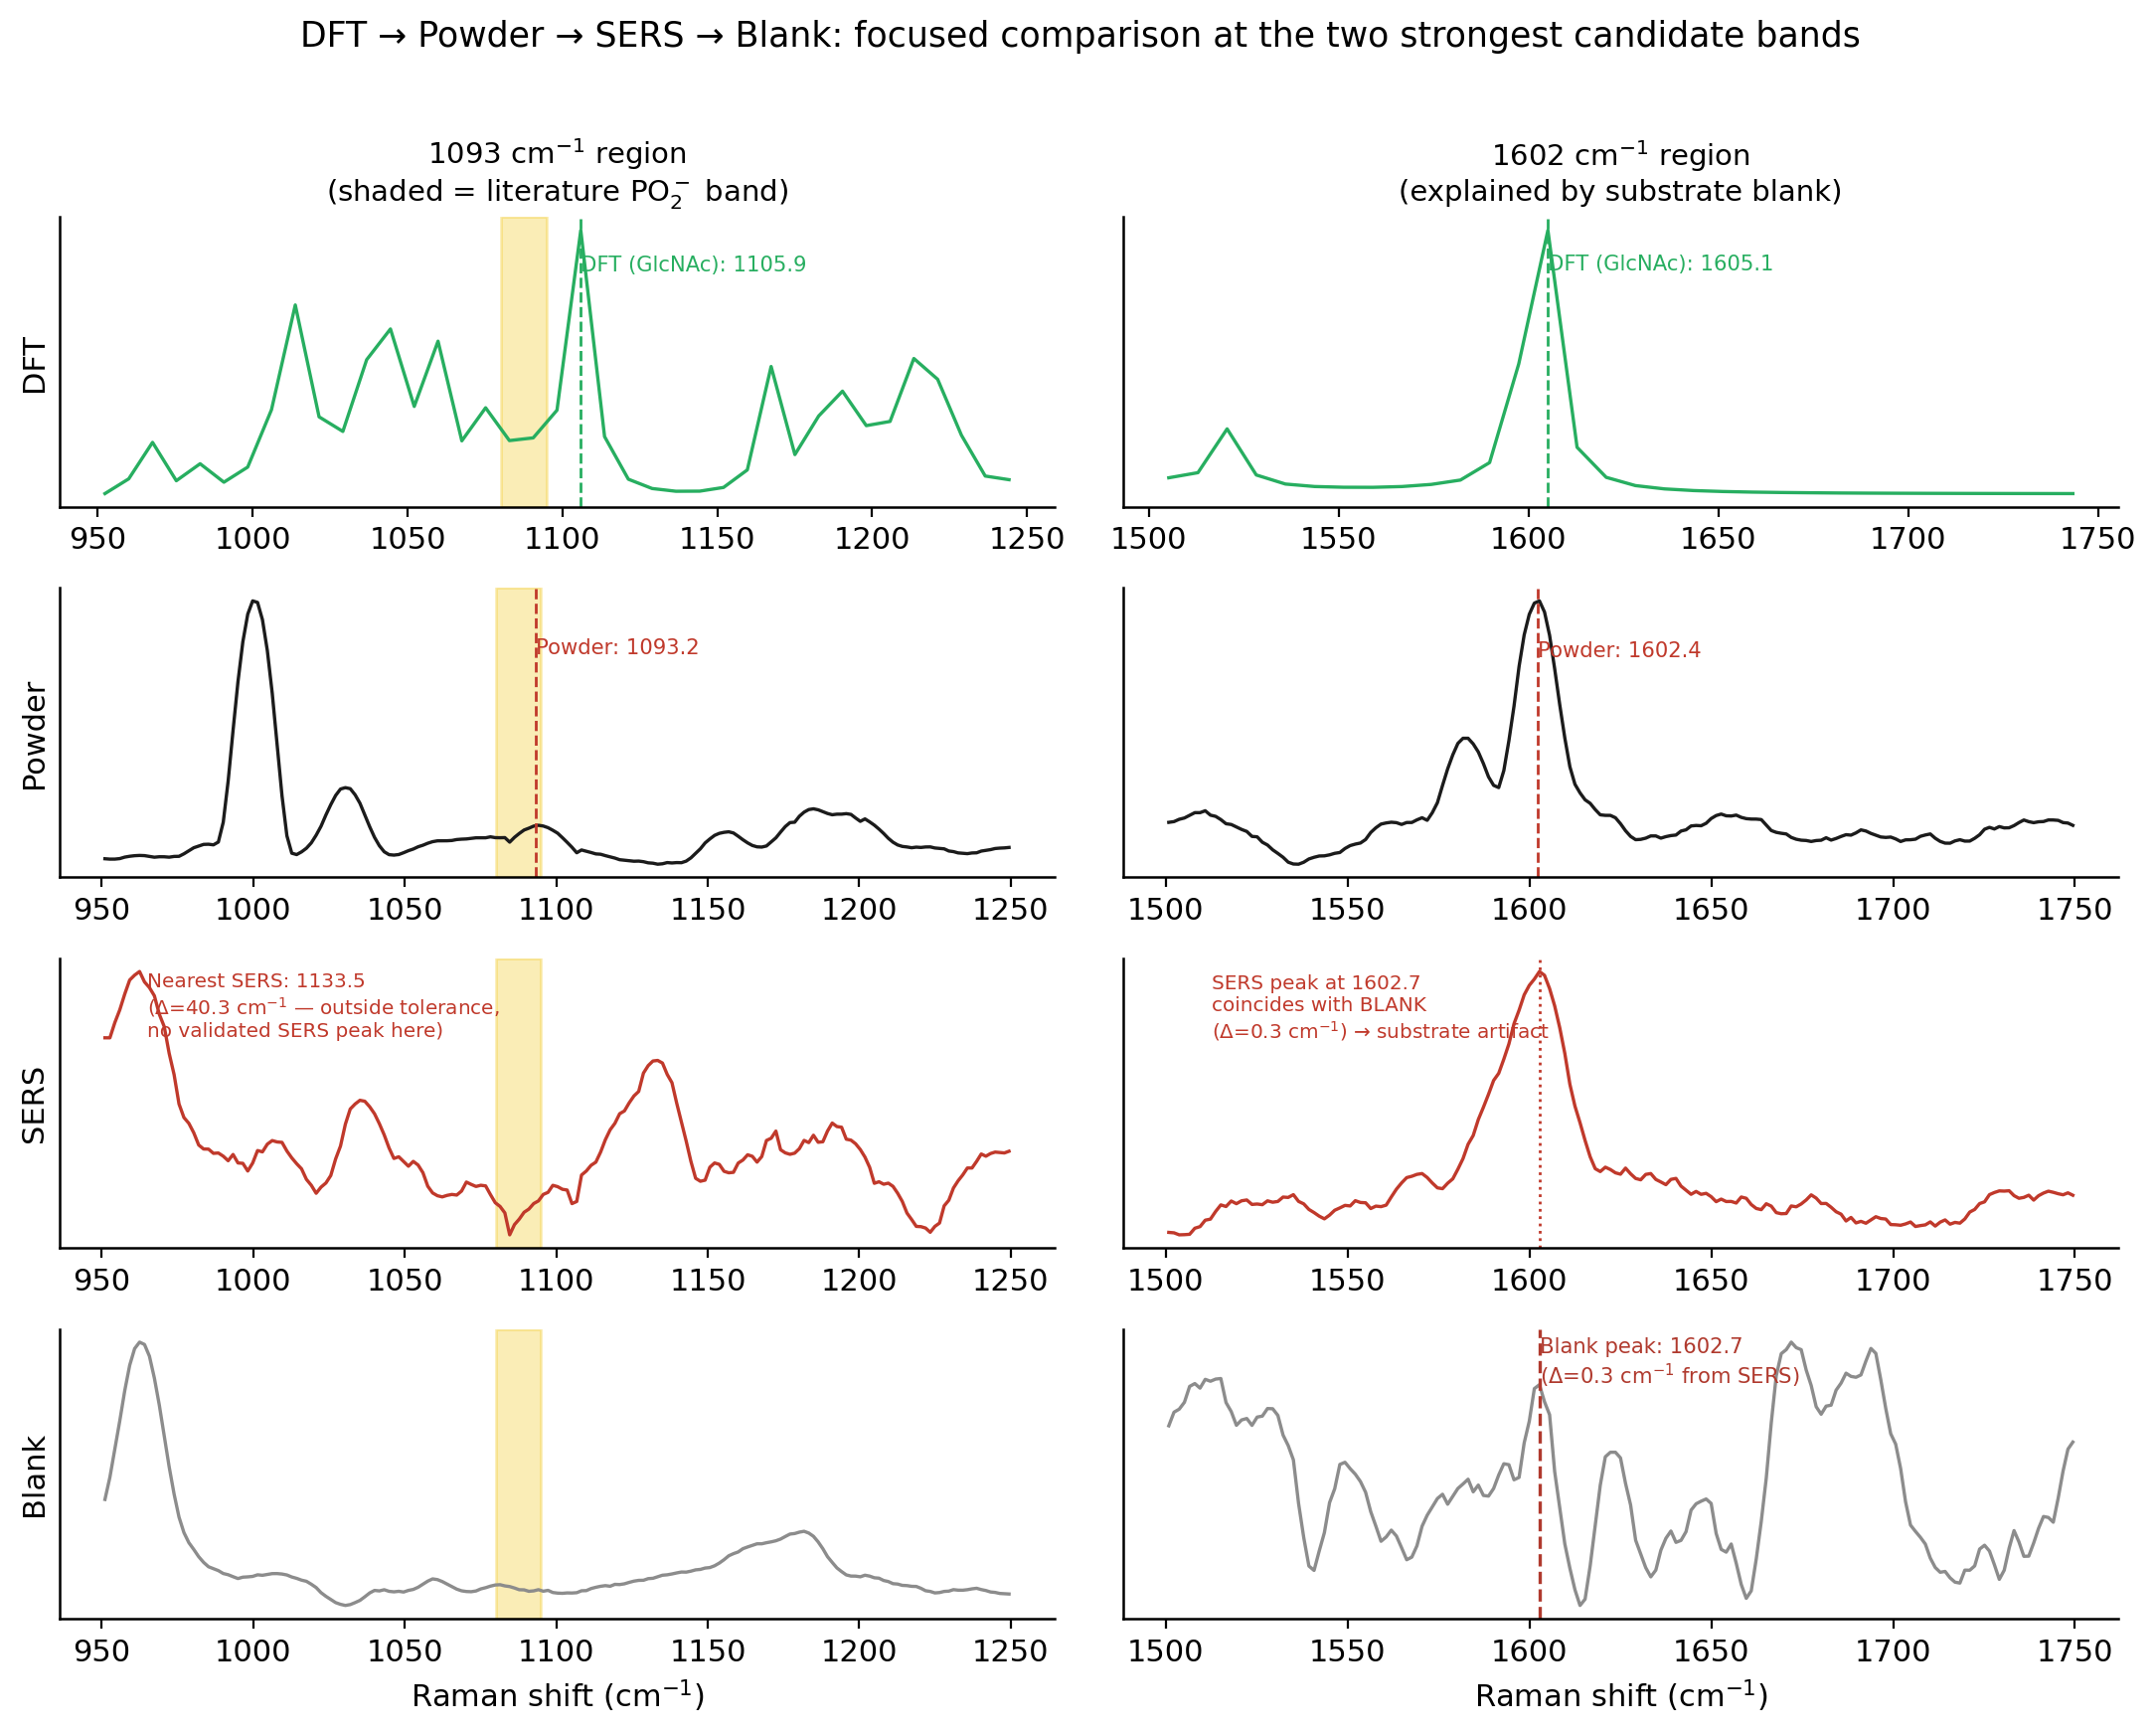 DFT → Powder → SERS → Blank: focused comparison at the two strongest candidate bands
1093 cm⁻¹ region
(shaded = literature PO₂⁻ band)
1602 cm⁻¹ region
(explained by substrate blank)
DFT
DFT (GlcNAc): 1105.9
950 1000 1050 1100 1150 1200 1250
DFT (GlcNAc): 1605.1
1500 1550 1600 1650 1700 1750
Powder
Powder: 1093.2
950 1000 1050 1100 1150 1200 1250
Powder: 1602.4
1500 1550 1600 1650 1700 1750
SERS
Nearest SERS: 1133.5
(Δ=40.3 cm⁻¹ — outside tolerance,
no validated SERS peak here)
950 1000 1050 1100 1150 1200 1250
SERS peak at 1602.7
coincides with BLANK
(Δ=0.3 cm⁻¹) → substrate artifact
1500 1550 1600 1650 1700 1750
Blank
950 1000 1050 1100 1150 1200 1250
Raman shift (cm⁻¹)
Blank peak: 1602.7
(Δ=0.3 cm⁻¹ from SERS)
1500 1550 1600 1650 1700 1750
Raman shift (cm⁻¹)